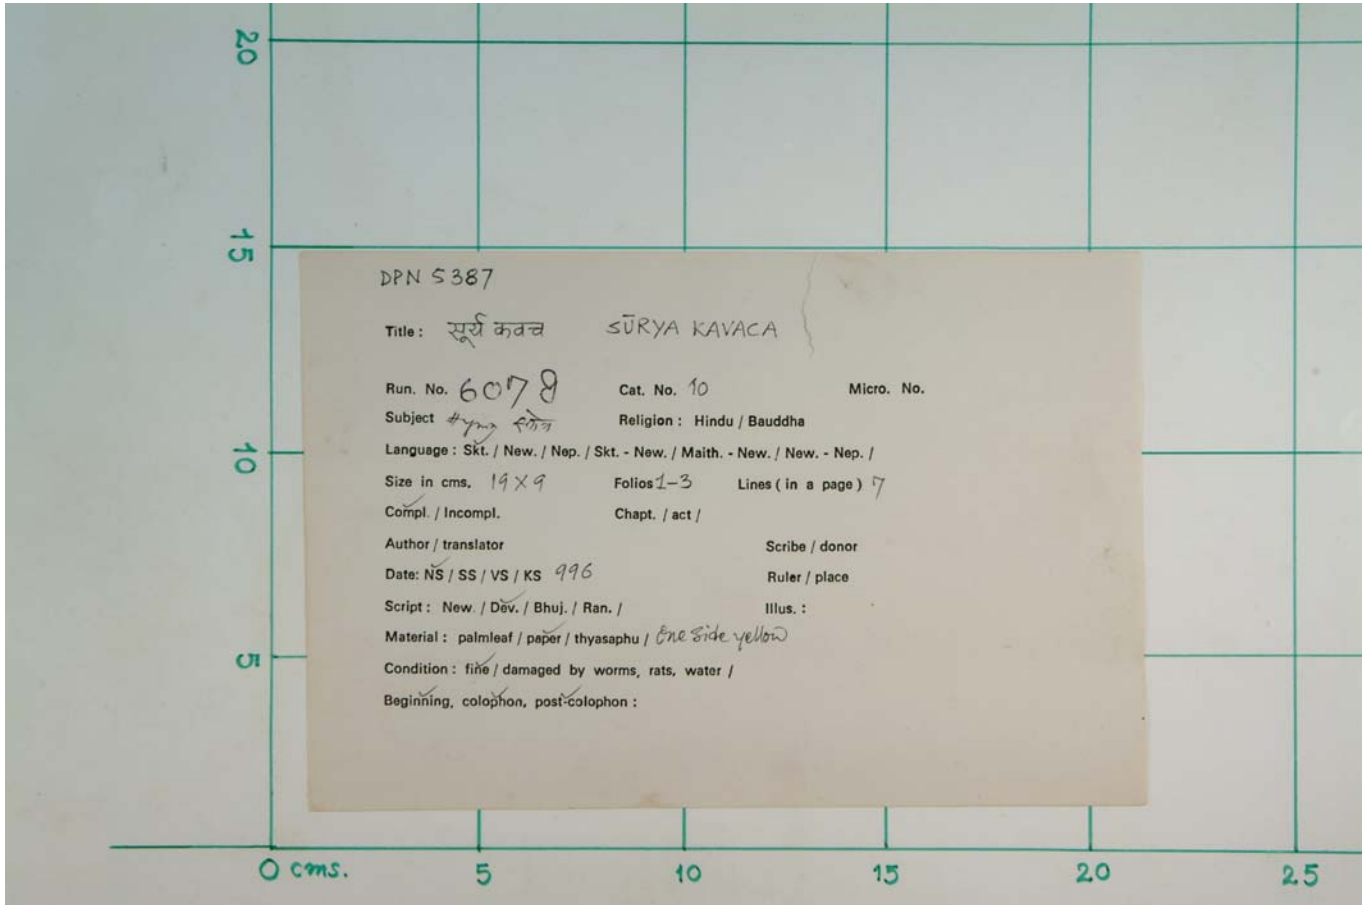 20
15
DPN 5387
Title : सूर्य कवच SŪRYA KAVACA
Run. No. 6078 Cat. No. 10 Micro. No.
Subject Hymn स्तोत्र Religion : Hindu / Bauddha
10
Language : Skt. / New. / Nep. / Skt. - New. / Maith. - New. / New. - Nep. /
Size in cms. 19 X 9 Folios 1-3 Lines ( in a page ) 7
Compl. / Incompl. Chapt. / act /
Author / translator Scribe / donor
Date: NS / SS / VS / KS 996 Ruler / place
Script : New. / Dev. / Bhuj. / Ran. / Illus. :
Material : palmleaf / paper / thyasaphu / One side yellow
5
Condition : fine / damaged by worms, rats, water /
Beginning, colophon, post-colophon :
0 cms. 5 10 15 20 25